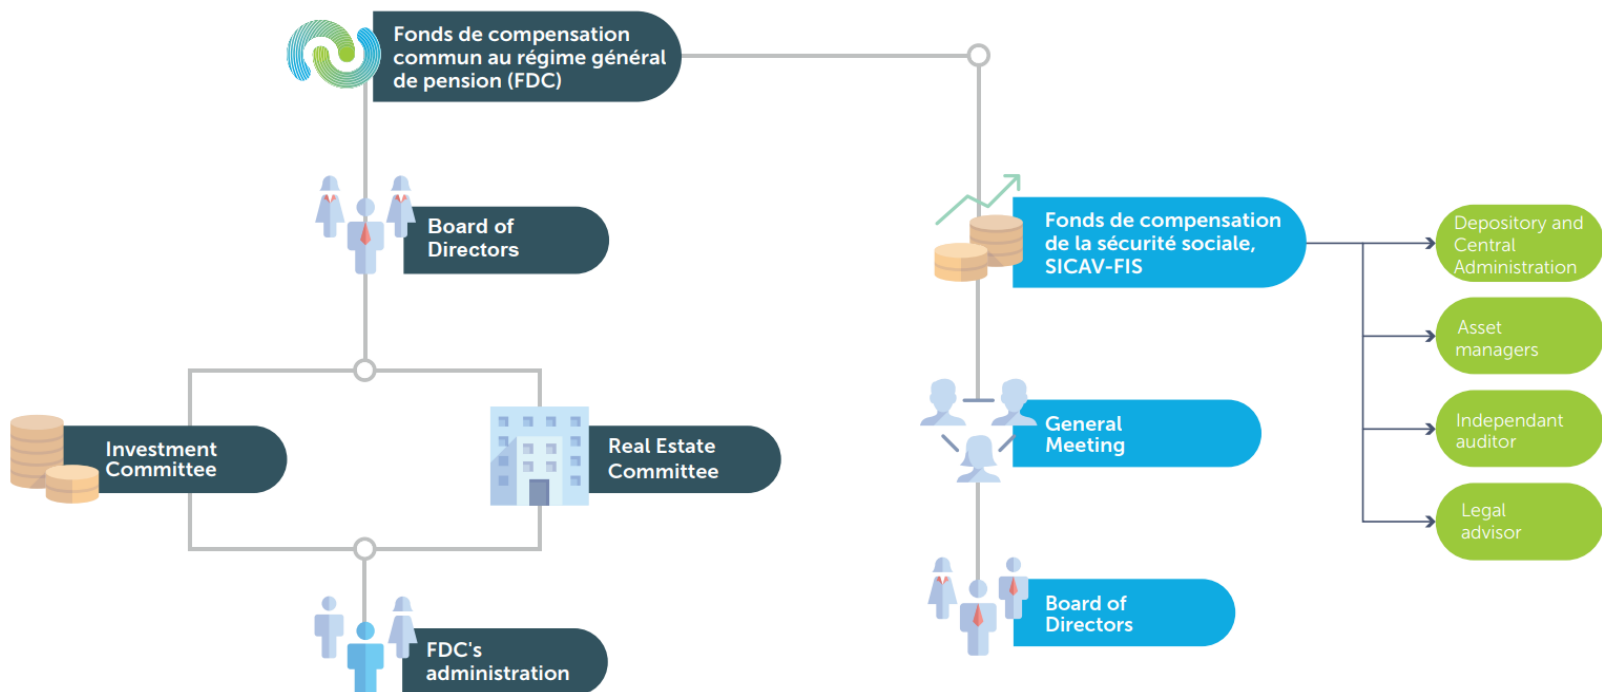 Fonds de compensation
commun au régime général
de pension (FDC)
Board of
Directors
Investment
Committee
Real Estate
Committee
FDC's
administration
Fonds de compensation
de la sécurité sociale,
SICAV-FIS
General
Meeting
Board of
Directors
Depository and
Central
Administration
Asset
managers
Independant
auditor
Legal
advisor